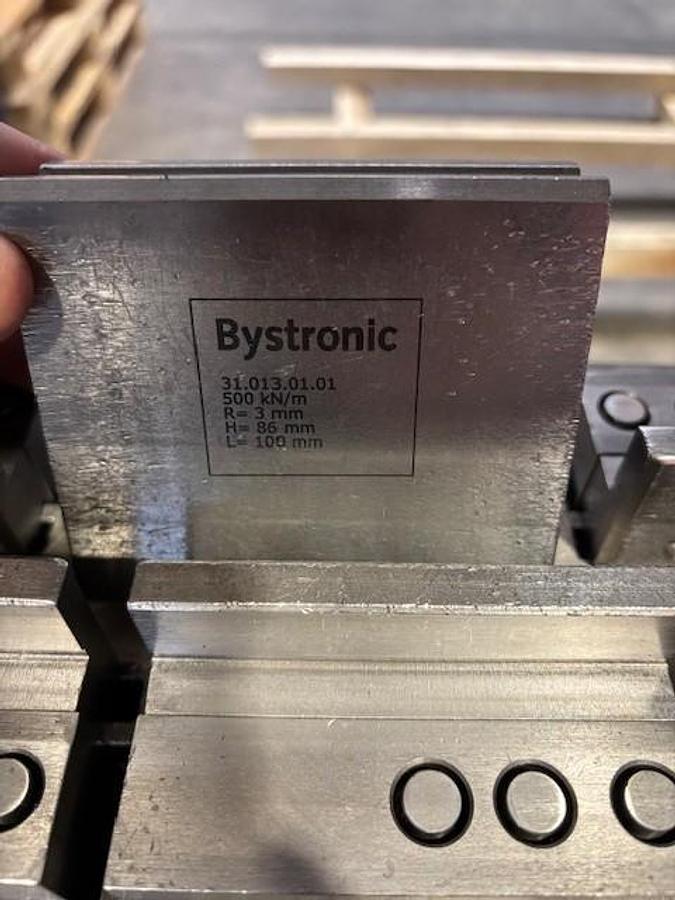 Bystronic
31.013.01.01
500 kN/m
R= 3 mm
H= 86 mm
L= 100 mm